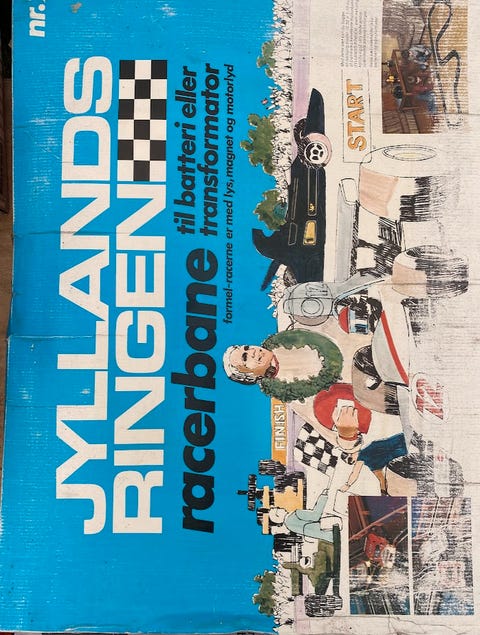 nr.
JYLLANDS
RINGEN
racerbane
til batteri eller
transformator
formel-racerne er med lys, magnet og motorlyd
START
FINISH